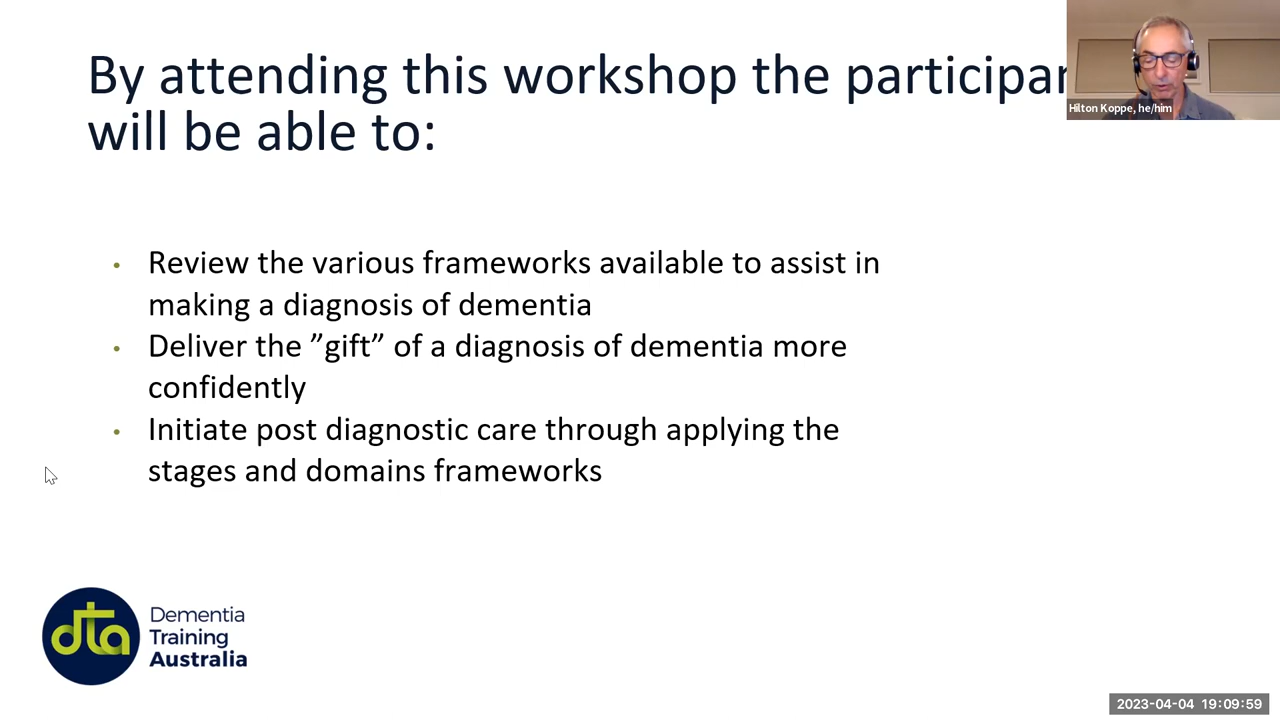 By attending this workshop the participan
will be able to:
Hilton Koppe, he/him
• Review the various frameworks available to assist in
making a diagnosis of dementia
• Deliver the ”gift” of a diagnosis of dementia more
confidently
• Initiate post diagnostic care through applying the
stages and domains frameworks
dta
Dementia
Training
Australia
2023-04-04 19:09:59